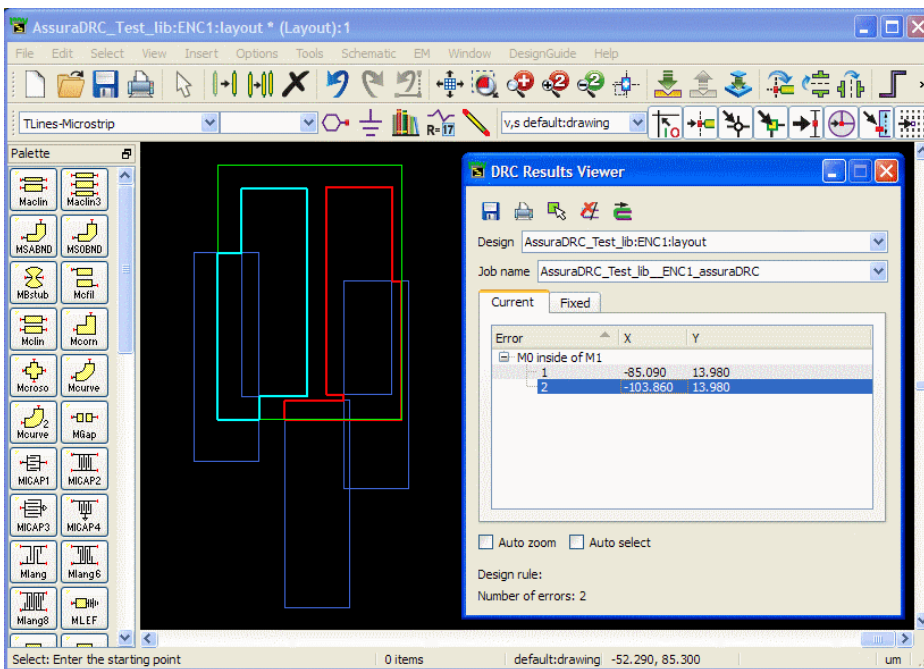 AssuraDRC_Test_lib:ENC1:layout * (Layout):1
File Edit Select View Insert Options Tools Schematic EM Window DesignGuide Help
TLines-Microstrip
R=17
v,s default:drawing
Palette
Maclin Maclin3
MSABND MSOBND
MBstub Mcfil
Mclin Mcorn
Mcroso Mcurve
Mcurve MGap
MICAP1 MICAP2
MICAP3 MICAP4
Mlang Mlang6
Mlang8 MLEF
DRC Results Viewer
Design AssuraDRC_Test_lib:ENC1:layout
Job name AssuraDRC_Test_lib__ENC1_assuraDRC
Current Fixed
Error X Y
M0 inside of M1
1 -85.090 13.980
2 -103.860 13.980
Auto zoom Auto select
Design rule:
Number of errors: 2
Select: Enter the starting point 0 items default:drawing -52.290, 85.300 um